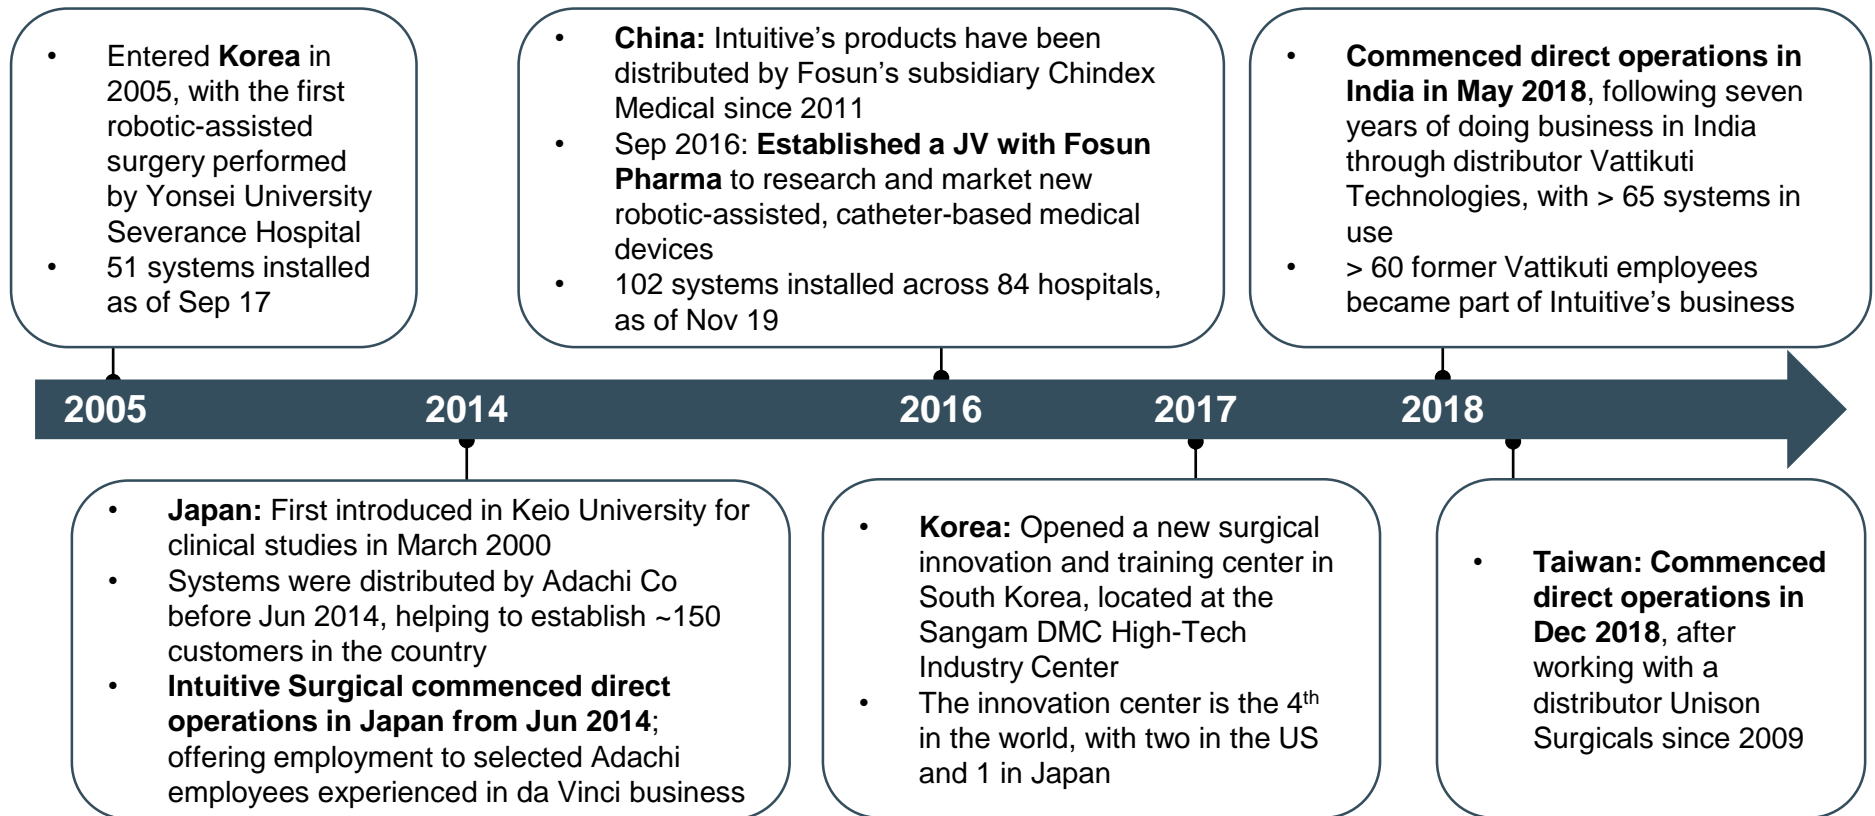 • Entered Korea in
2005, with the first
robotic-assisted
surgery performed
by Yonsei University
Severance Hospital
• 51 systems installed
as of Sep 17
• China: Intuitive’s products have been
distributed by Fosun’s subsidiary Chindex
Medical since 2011
• Sep 2016: Established a JV with Fosun
Pharma to research and market new
robotic-assisted, catheter-based medical
devices
• 102 systems installed across 84 hospitals,
as of Nov 19
• Commenced direct operations in
India in May 2018, following seven
years of doing business in India
through distributor Vattikuti
Technologies, with > 65 systems in
use
• > 60 former Vattikuti employees
became part of Intuitive’s business
2005 2014 2016 2017 2018
• Japan: First introduced in Keio University for
clinical studies in March 2000
• Systems were distributed by Adachi Co
before Jun 2014, helping to establish ~150
customers in the country
• Intuitive Surgical commenced direct
operations in Japan from Jun 2014;
offering employment to selected Adachi
employees experienced in da Vinci business
• Korea: Opened a new surgical
innovation and training center in
South Korea, located at the
Sangam DMC High-Tech
Industry Center
• The innovation center is the 4th
in the world, with two in the US
and 1 in Japan
• Taiwan: Commenced
direct operations in
Dec 2018, after
working with a
distributor Unison
Surgicals since 2009